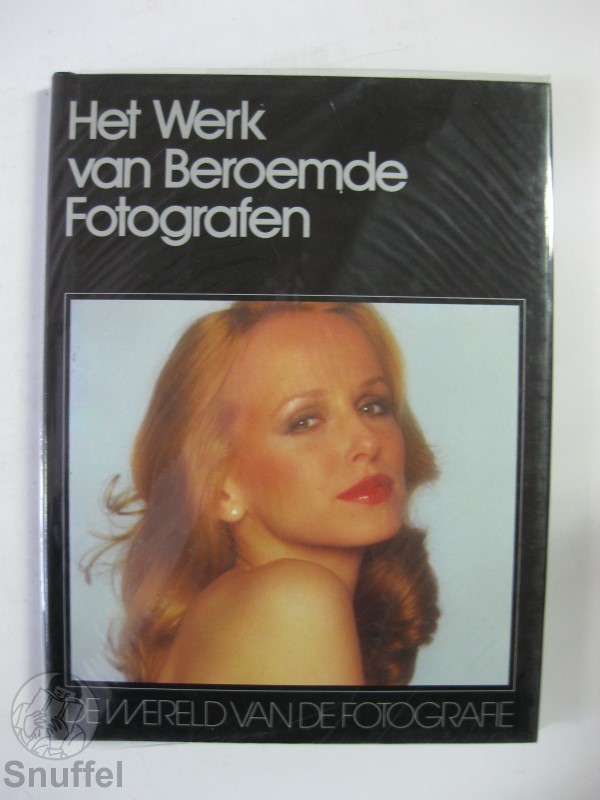 Het Werk
van Beroemde
Fotografen
DE WERELD VAN DE FOTOGRAFIE
Snuffel